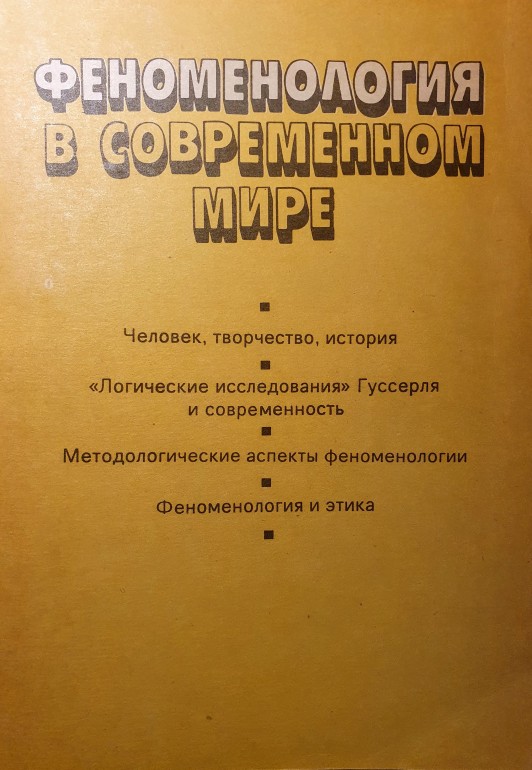 ФЕНОМЕНОЛОГИЯ
В СОВРЕМЕННОМ
МИРЕ
Человек, творчество, история
«Логические исследования» Гуссерля
и современность
Методологические аспекты феноменологии
Феноменология и этика